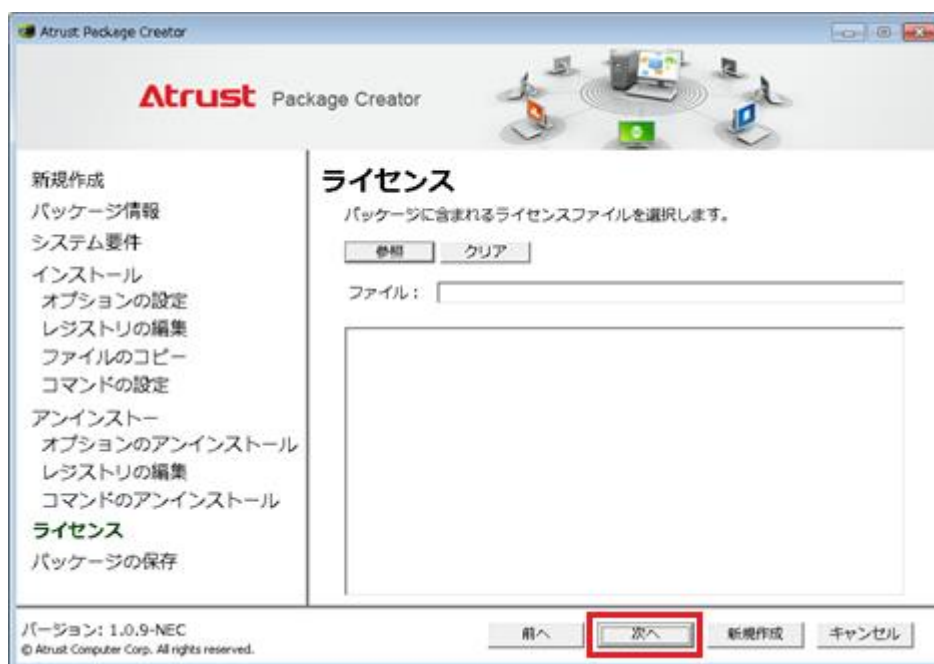 Atrust Package Creator
Atrust Package Creator
新規作成
パッケージ情報
システム要件
インストール
オプションの設定
レジストリの編集
ファイルのコピー
コマンドの設定
アンインストー
オプションのアンインストール
レジストリの編集
コマンドのアンインストール
ライセンス
パッケージの保存
ライセンス
パッケージに含まれるライセンスファイルを選択します。
参照 クリア
ファイル:
バージョン: 1.0.9-NEC
© Atrust Computer Corp. All rights reserved.
前へ 次へ 新規作成 キャンセル